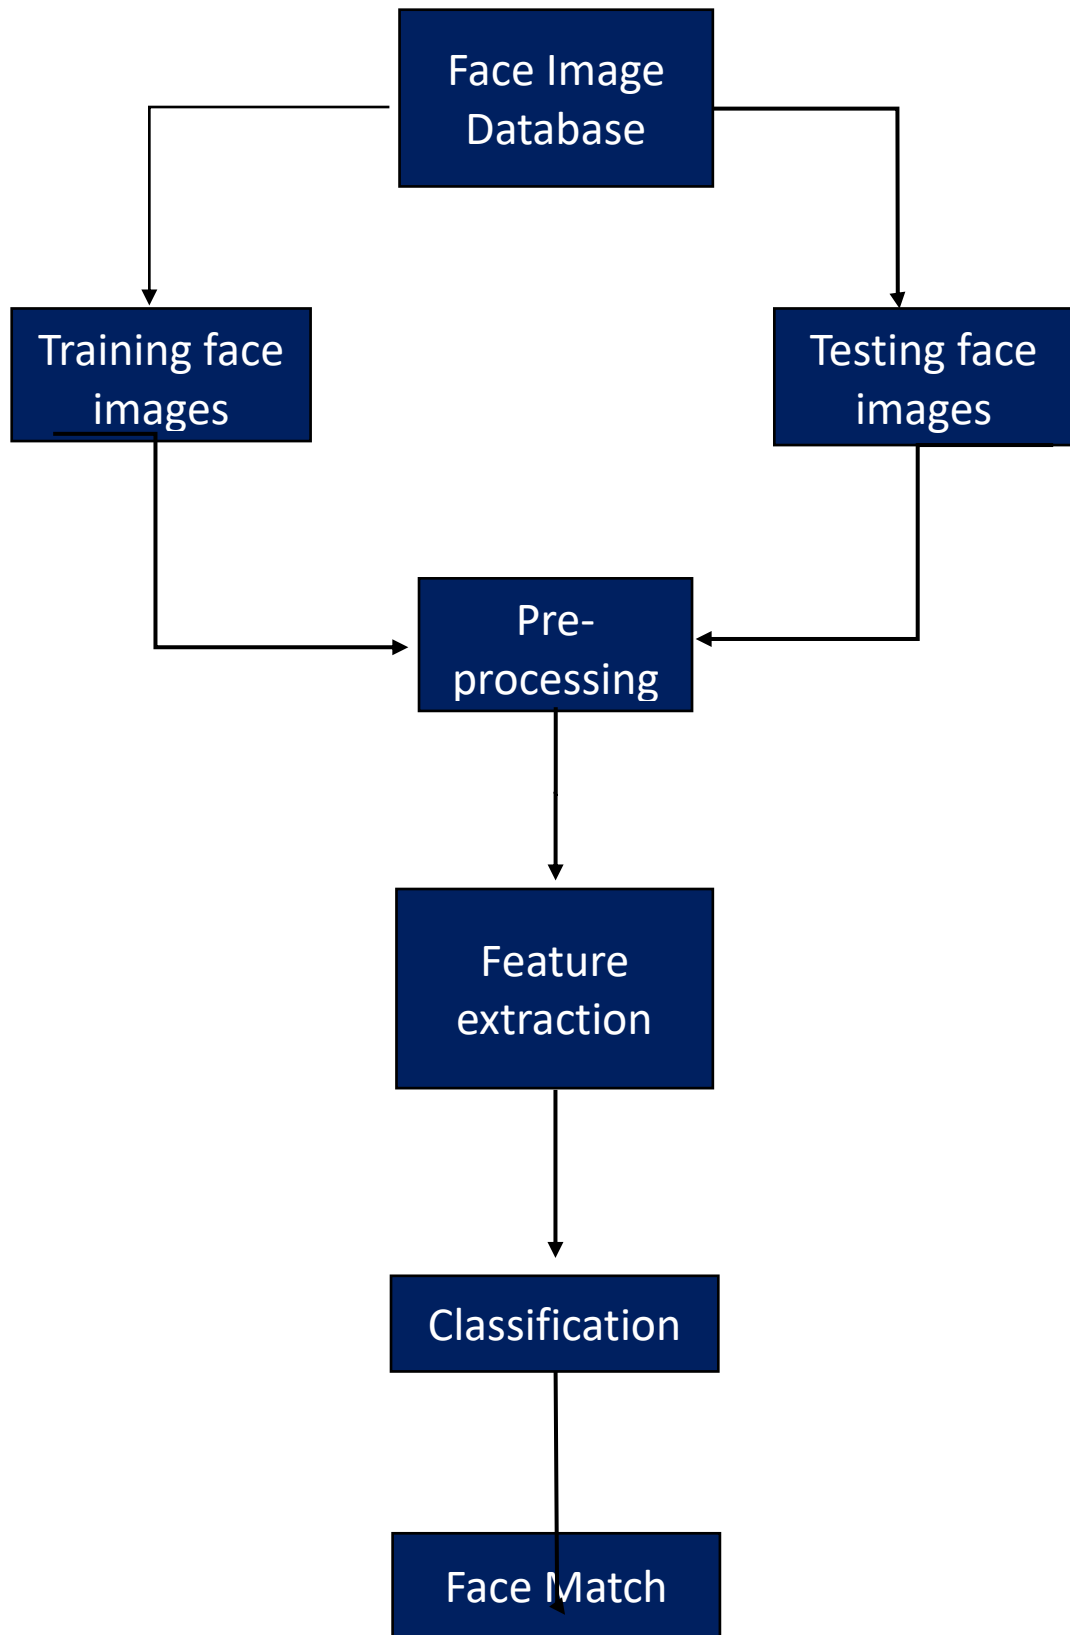 Face Image
Database
Training face
images
Testing face
images
Pre-
processing
Feature
extraction
Classification
Face Match